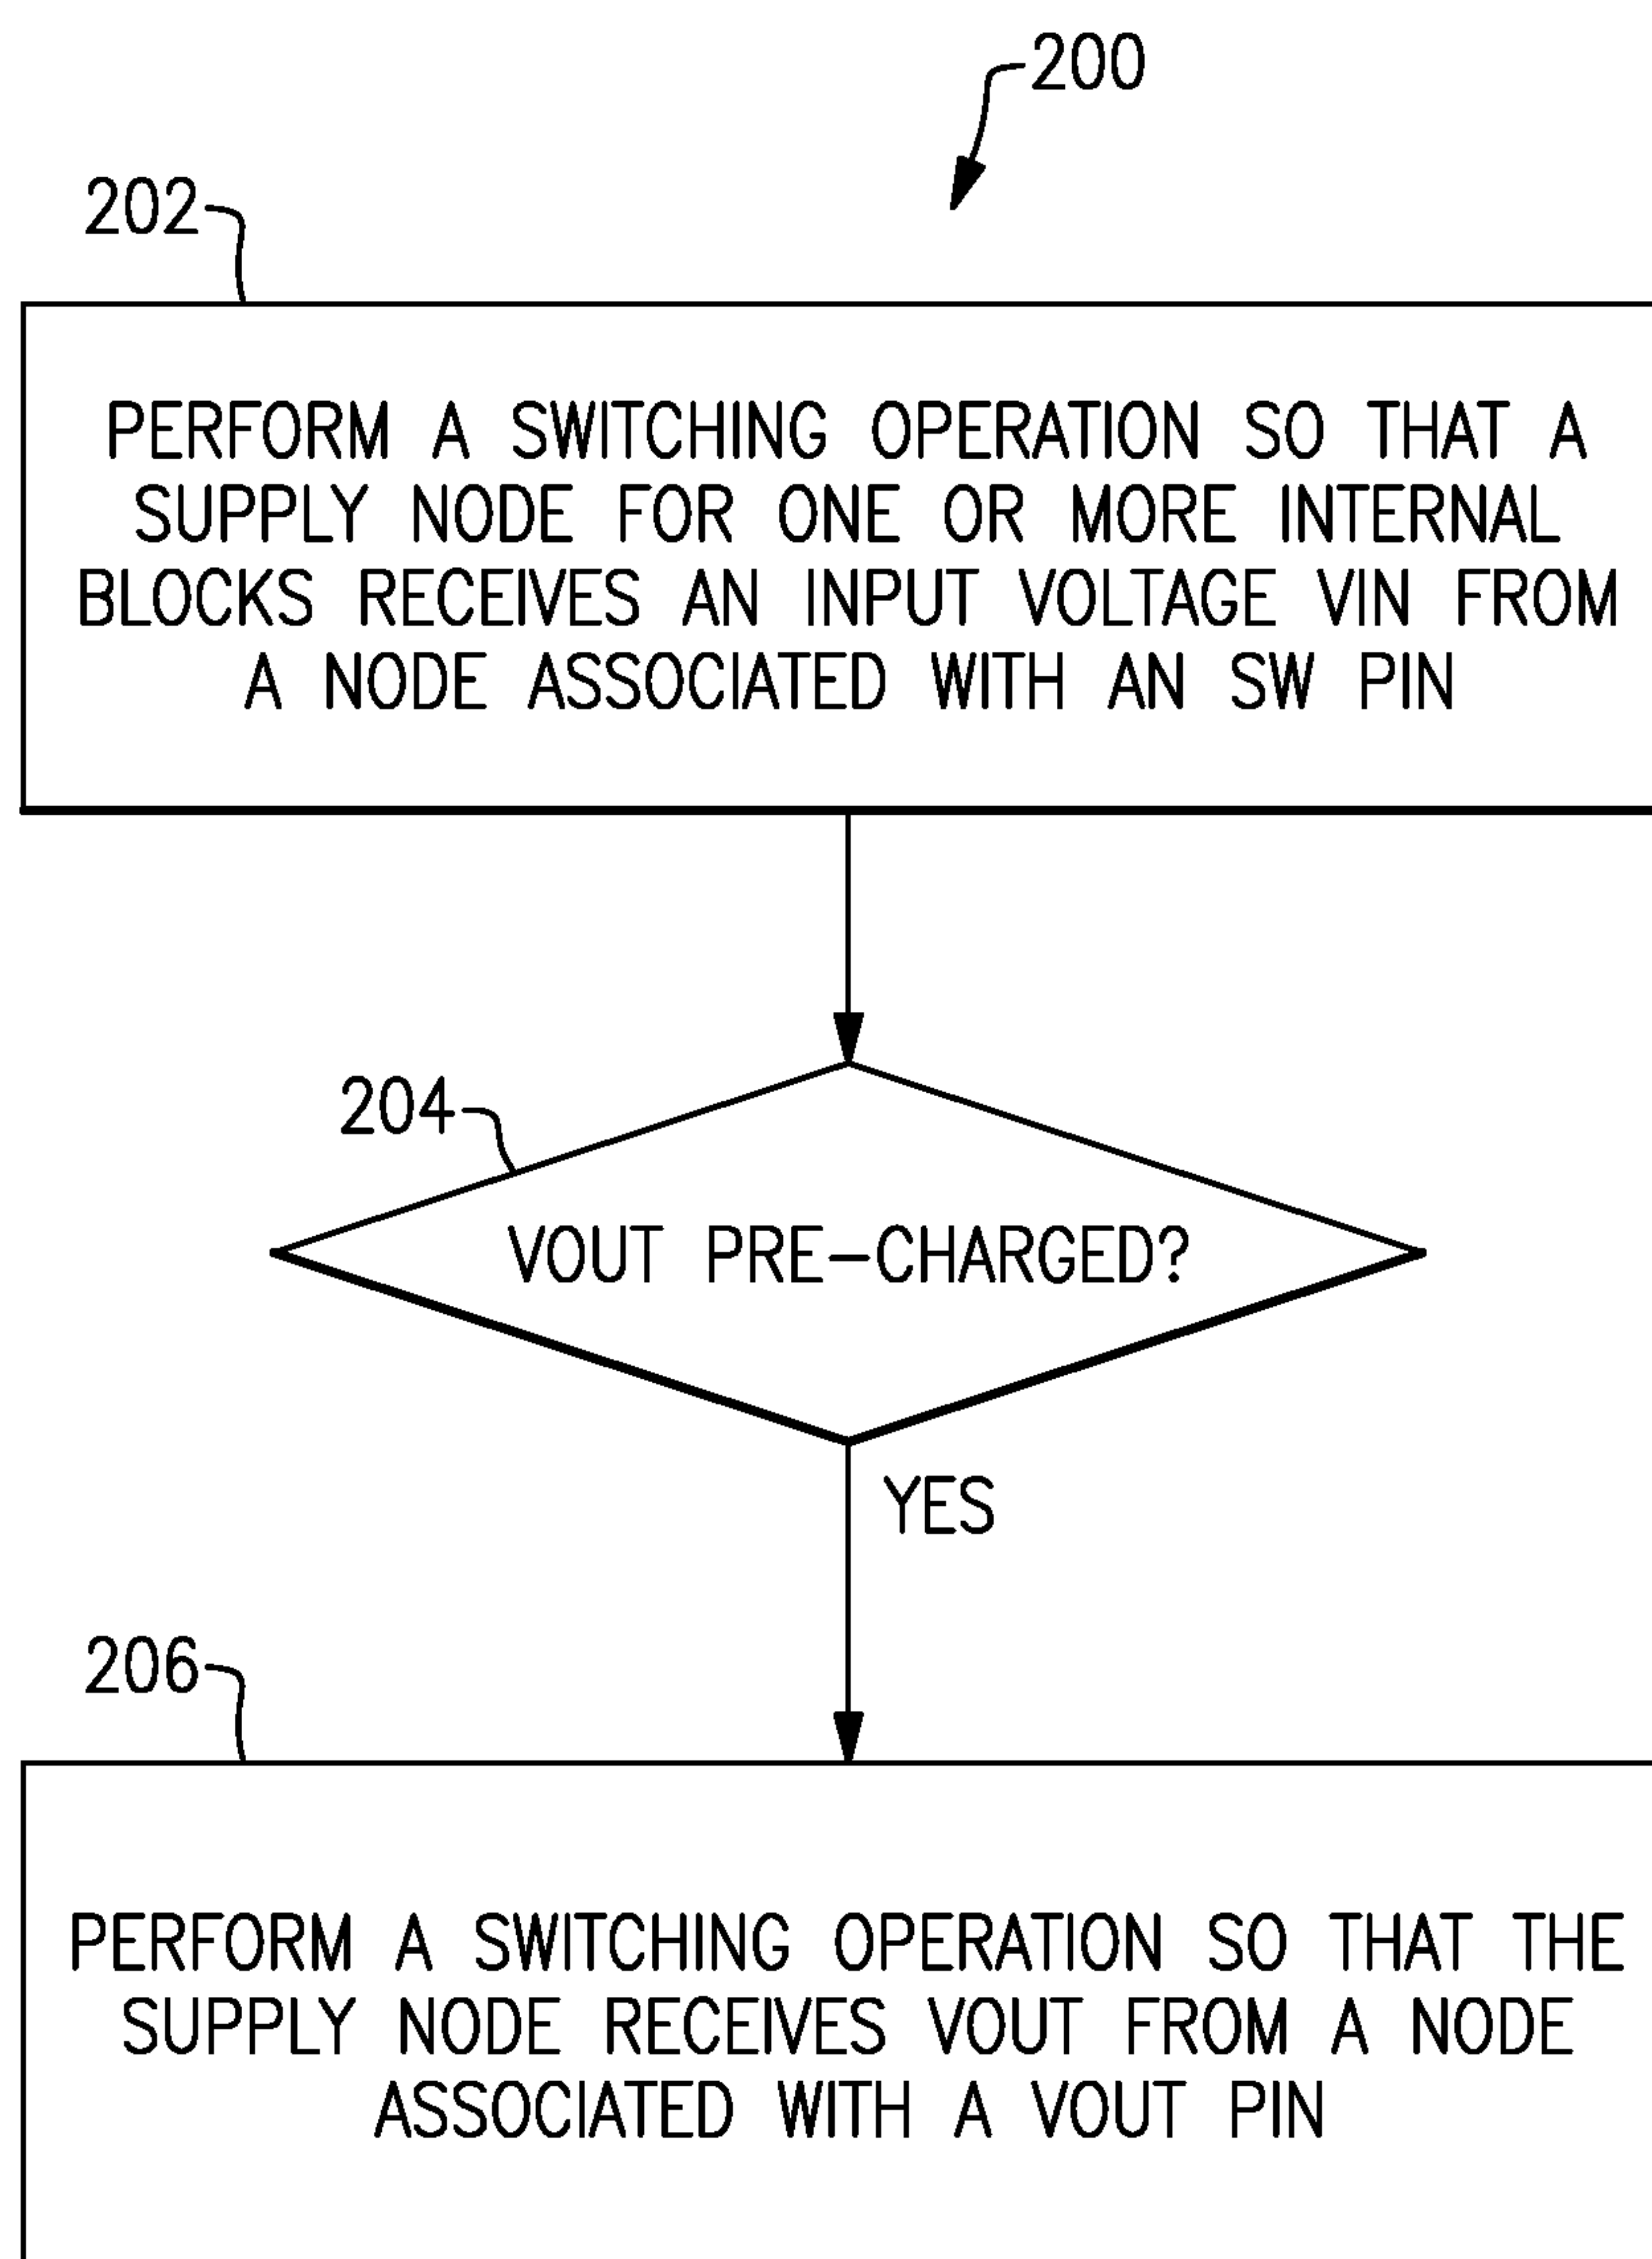 200
202
PERFORM A SWITCHING OPERATION SO THAT A
SUPPLY NODE FOR ONE OR MORE INTERNAL
BLOCKS RECEIVES AN INPUT VOLTAGE VIN FROM
A NODE ASSOCIATED WITH AN SW PIN
204
VOUT PRE-CHARGED?
YES
206
PERFORM A SWITCHING OPERATION SO THAT THE
SUPPLY NODE RECEIVES VOUT FROM A NODE
ASSOCIATED WITH A VOUT PIN